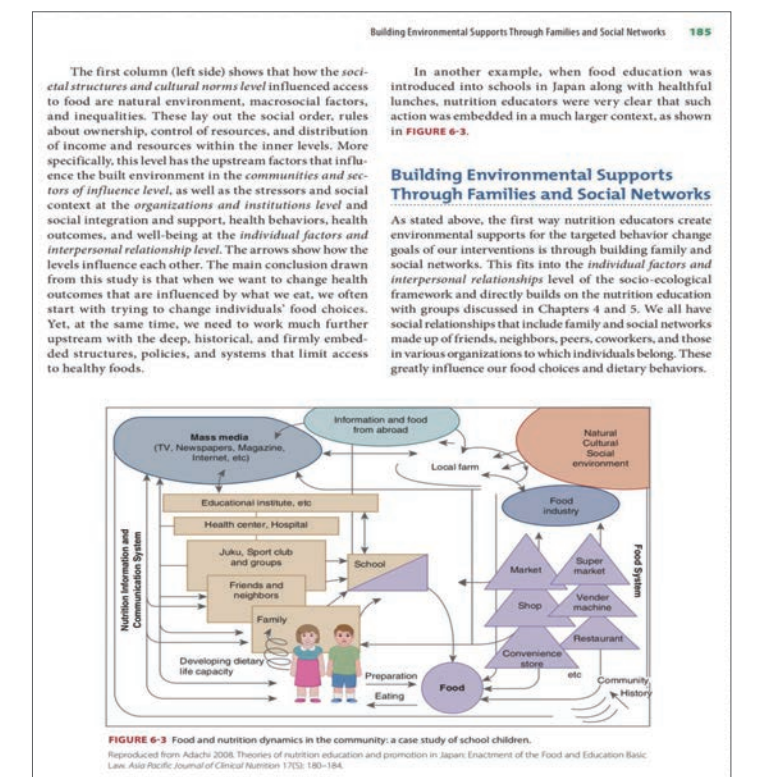 Building Environmental Supports Through Families and Social Networks 185
The first column (left side) shows that how the soci-
etal structures and cultural norms level influenced access
to food are natural environment, macrosocial factors,
and inequalities. These lay out the social order, rules
about ownership, control of resources, and distribution
of income and resources within the inner levels. More
specifically, this level has the upstream factors that influ-
ence the built environment in the communities and sec-
tors of influence level, as well as the stressors and social
context at the organizations and institutions level and
social integration and support, health behaviors, health
outcomes, and well-being at the individual factors and
interpersonal relationship level. The arrows show how the
levels influence each other. The main conclusion drawn
from this study is that when we want to change health
outcomes that are influenced by what we eat, we often
start with trying to change individuals' food choices.
Yet, at the same time, we need to work much further
upstream with the deep, historical, and firmly embed-
ded structures, policies, and systems that limit access
to healthy foods.
In another example, when food education was
introduced into schools in Japan along with healthful
lunches, nutrition educators were very clear that such
action was embedded in a much larger context, as shown
in FIGURE 6-3.
Building Environmental Supports
Through Families and Social Networks
As stated above, the first way nutrition educators create
environmental supports for the targeted behavior change
goals of our interventions is through building family and
social networks. This fits into the individual factors and
interpersonal relationships level of the socio-ecological
framework and directly builds on the nutrition education
with groups discussed in Chapters 4 and 5. We all have
social relationships that include family and social networks
made up of friends, neighbors, peers, coworkers, and those
in various organizations to which individuals belong. These
greatly influence our food choices and dietary behaviors.
Information and food
from abroad
Mass media
(TV, Newspapers, Magazine,
Internet, etc)
Natural
Cultural
Social
environment
Local farm
Food
industry
Educational institute, etc
Health center, Hospital
Juku, Sport club
and groups
School
Friends and
neighbors
Family
Nutrition Information and
Communication System
Market
Super
market
Shop
Vender
machine
Restaurant
Convenience
store
etc
Food System
Developing dietary
life capacity
Preparation
Eating
Food
Community
History
FIGURE 6-3 Food and nutrition dynamics in the community: a case study of school children.
Reproduced from Adachi 2008. Theories of nutrition education and promotion in Japan: Enactment of the Food and Education Basic
Law. Asia Pacific Journal of Clinical Nutrition 17(S): 180–184.